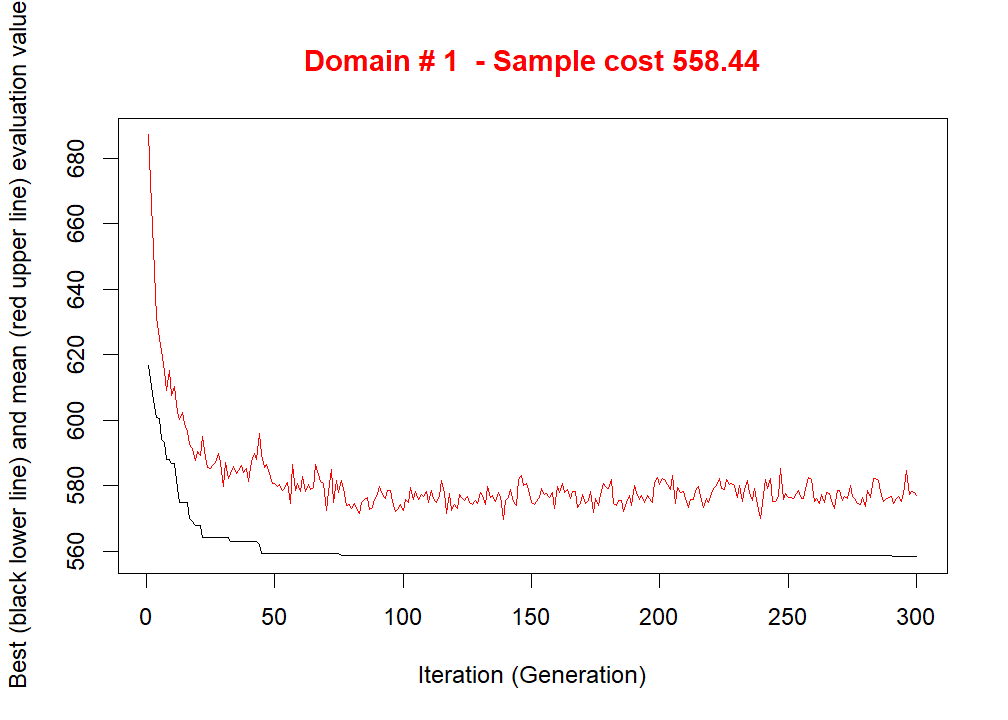 Domain # 1  - Sample cost 558.44
Best (black lower line) and mean (red upper line) evaluation value
680
660
640
620
600
580
560
0 50 100 150 200 250 300
Iteration (Generation)